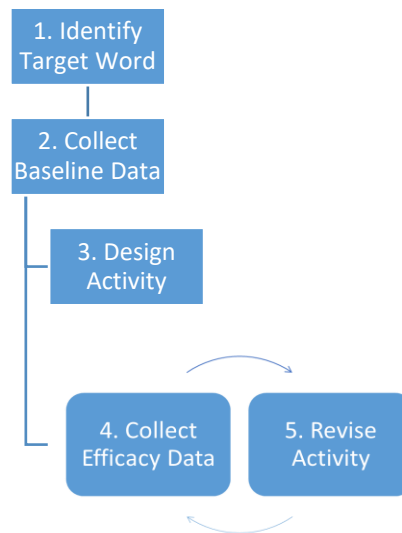 1. Identify
Target Word
2. Collect
Baseline Data
3. Design
Activity
4. Collect
Efficacy Data
5. Revise
Activity